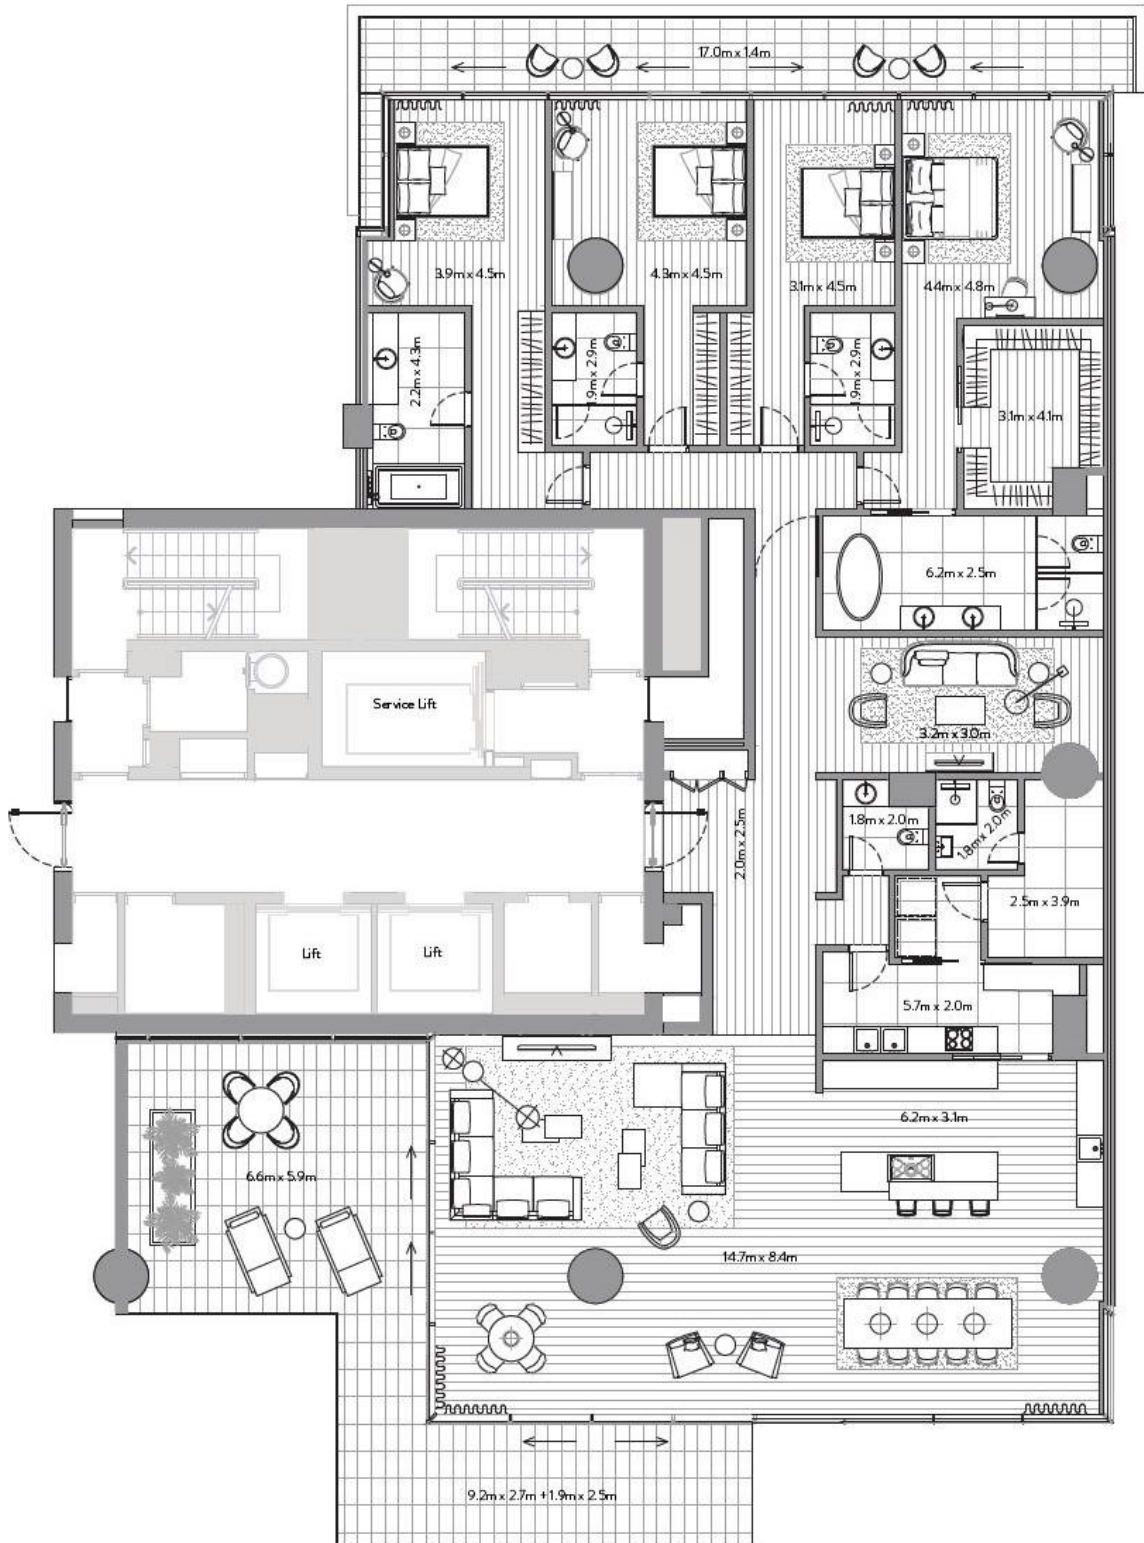 17.0m x 1.4m
3.9m x 4.5m
4.3m x 4.5m
3.1m x 4.5m
4.4m x 4.8m
2.2m x 4.3m
1.9m x 2.9m
1.9m x 2.9m
3.1m x 4.1m
6.2m x 2.5m
Service Lift
3.2m x 3.0m
1.8m x 2.0m
1.8m x 2.0m
2.0m x 2.5m
2.5m x 3.9m
Lift
Lift
5.7m x 2.0m
6.2m x 3.1m
6.6m x 5.9m
14.7m x 8.4m
9.2m x 2.7m + 1.9m x 2.5m